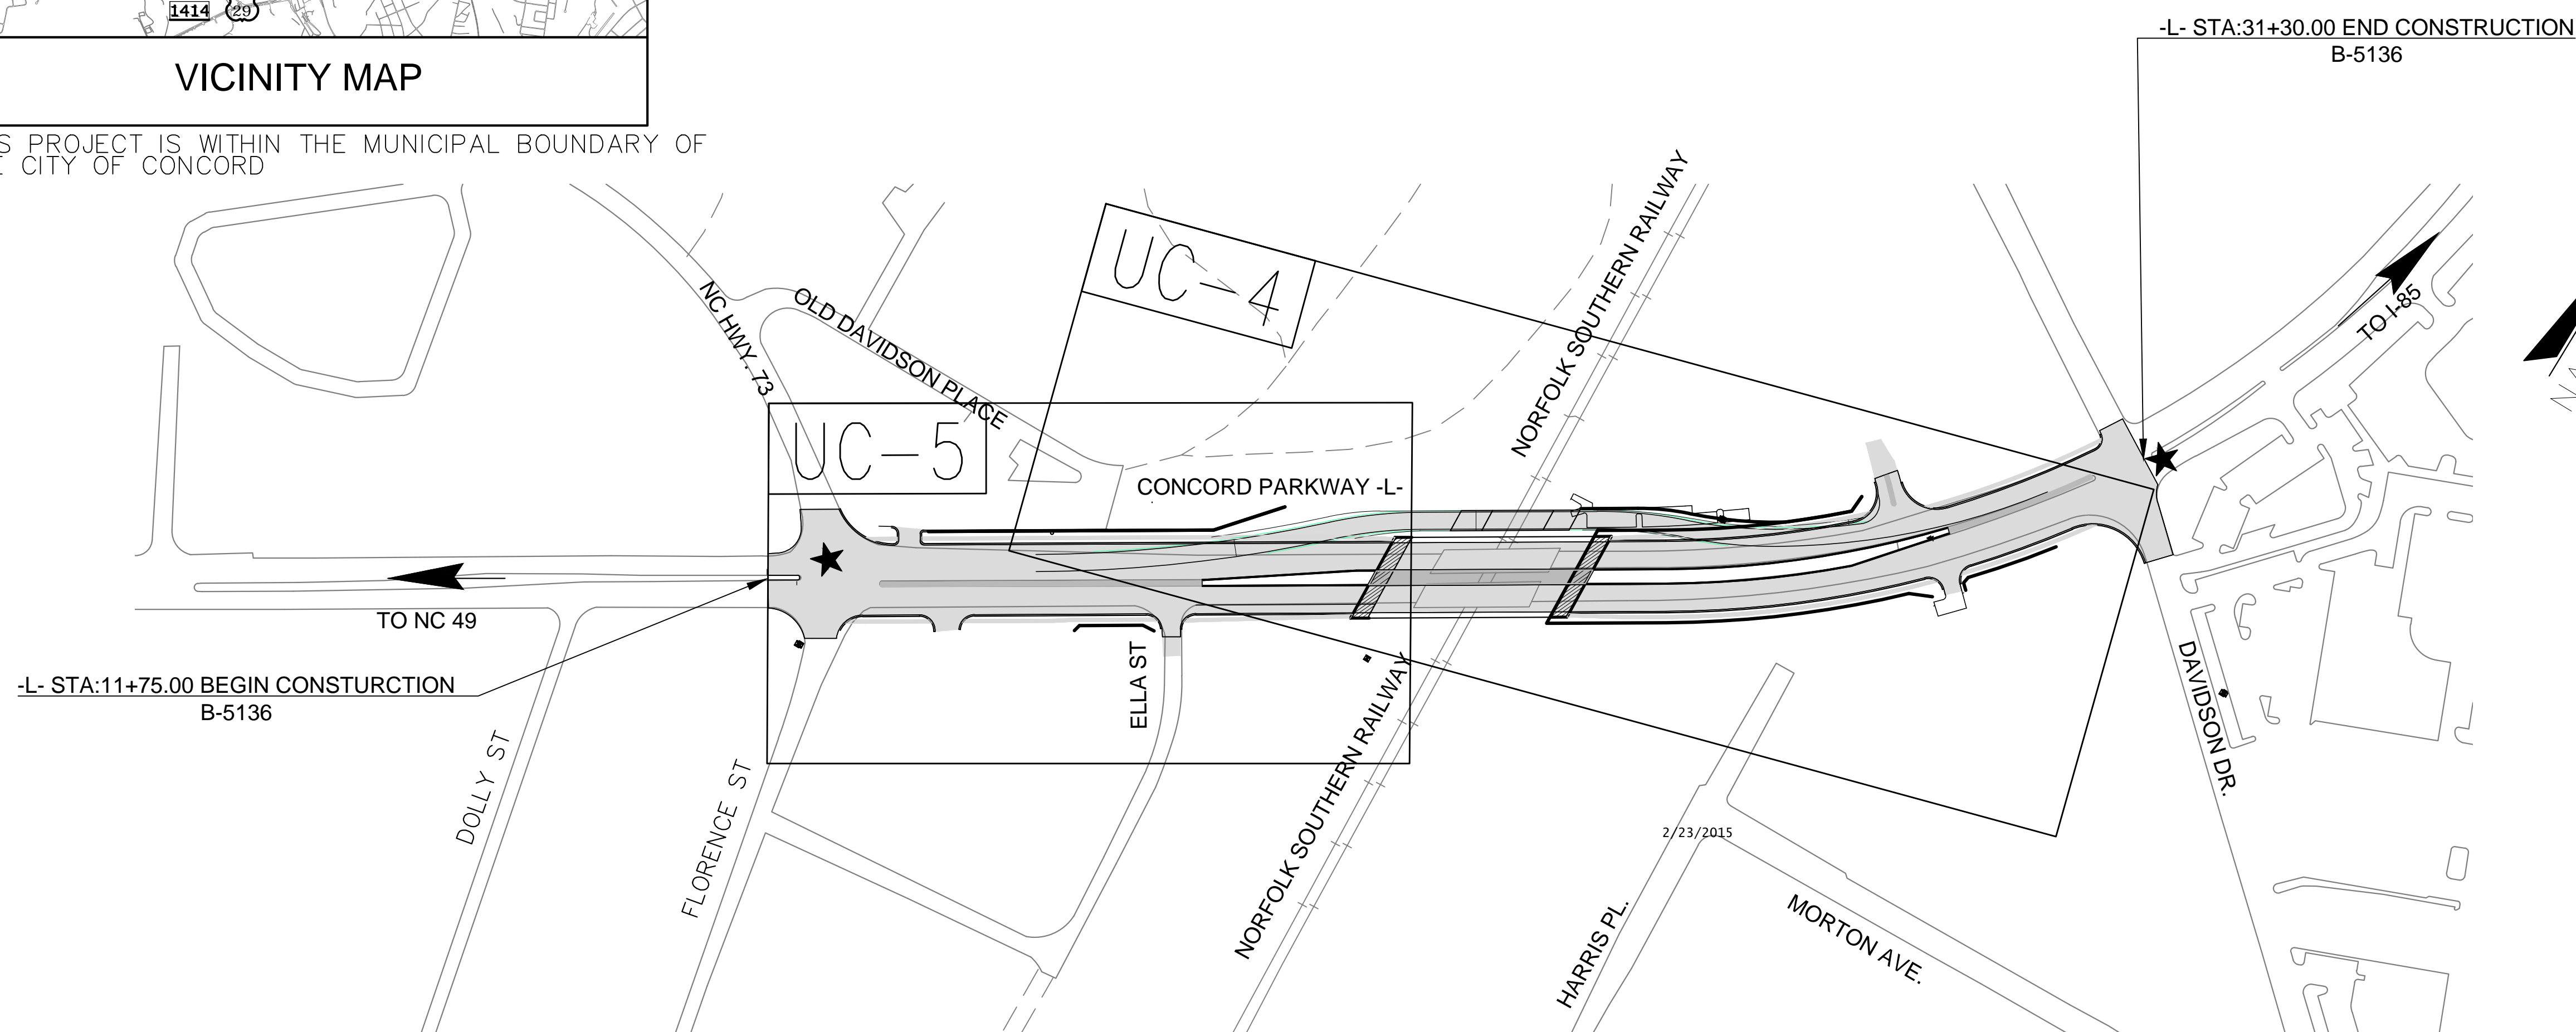 1414 29
VICINITY MAP
S PROJECT IS WITHIN THE MUNICIPAL BOUNDARY OF
CITY OF CONCORD
-L- STA:31+30.00 END CONSTRUCTION
B-5136
NORFOLK SOUTHERN RAILWAY
UC-4
NC HWY. 73
OLD DAVIDSON PLACE
TO I-85
UC-5
CONCORD PARKWAY -L-
TO NC 49
-L- STA:11+75.00 BEGIN CONSTURCTION
B-5136
ELLA ST
DAVIDSON DR.
DOLLY ST
FLORENCE ST
NORFOLK SOUTHERN RAILWAY
2/23/2015
HARRIS PL.
MORTON AVE.